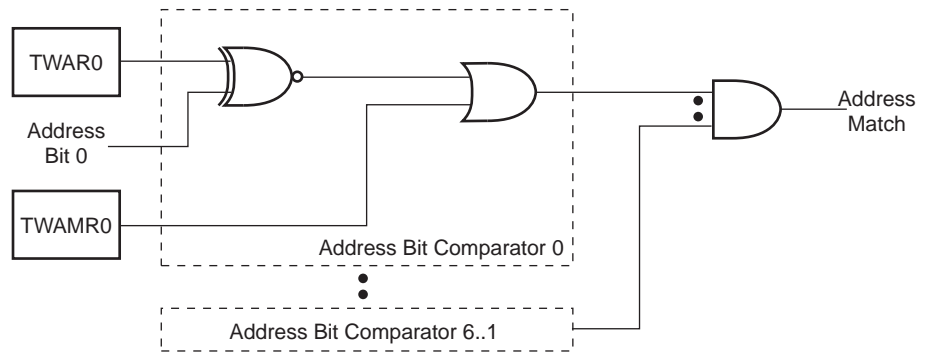 TWAR0
Address
Bit 0
TWAMR0
Address Bit Comparator 0
Address Bit Comparator 6..1
Address
Match